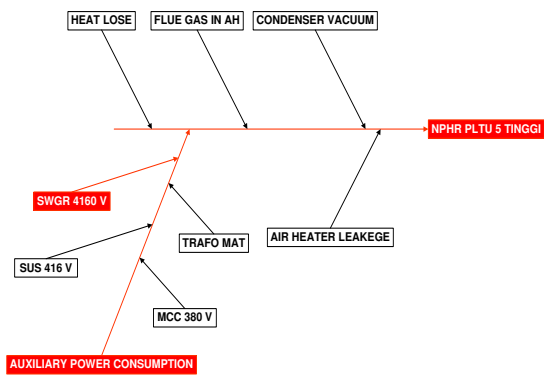 HEAT LOSE
FLUE GAS IN AH
CONDENSER VACUUM
NPHR PLTU 5 TINGGI
SWGR 4160 V
TRAFO MAT
AIR HEATER LEAKEGE
SUS 416 V
MCC 380 V
AUXILIARY POWER CONSUMPTION